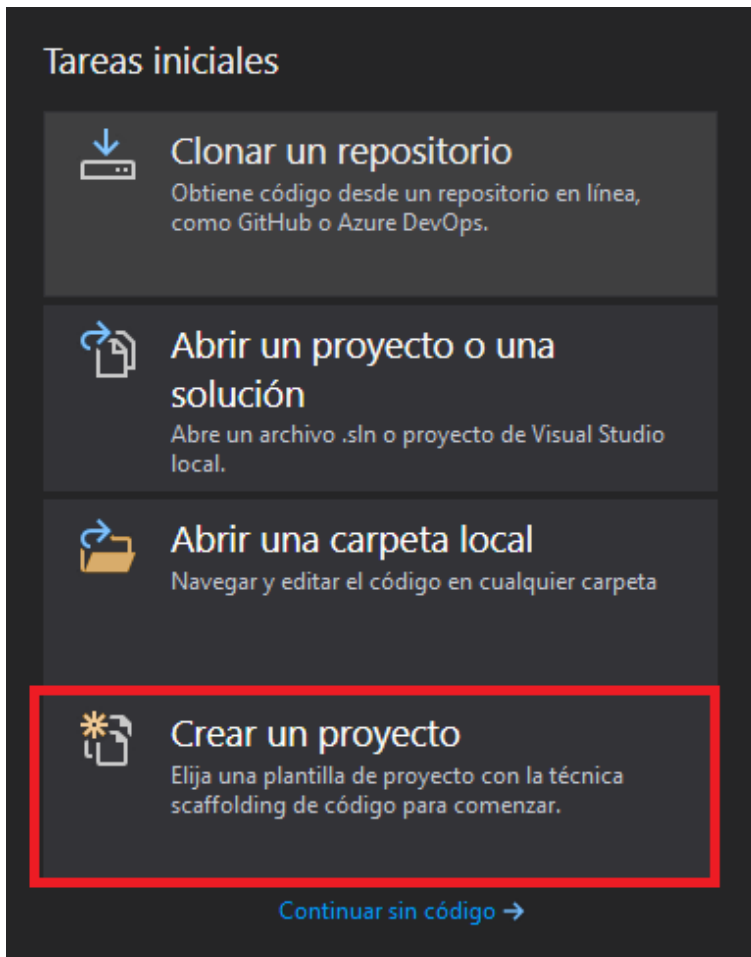 Tareas iniciales
Clonar un repositorio
Obtiene código desde un repositorio en línea,
como GitHub o Azure DevOps.
Abrir un proyecto o una
solución
Abre un archivo .sln o proyecto de Visual Studio
local.
Abrir una carpeta local
Navegar y editar el código en cualquier carpeta
Crear un proyecto
Elija una plantilla de proyecto con la técnica
scaffolding de código para comenzar.
Continuar sin código →